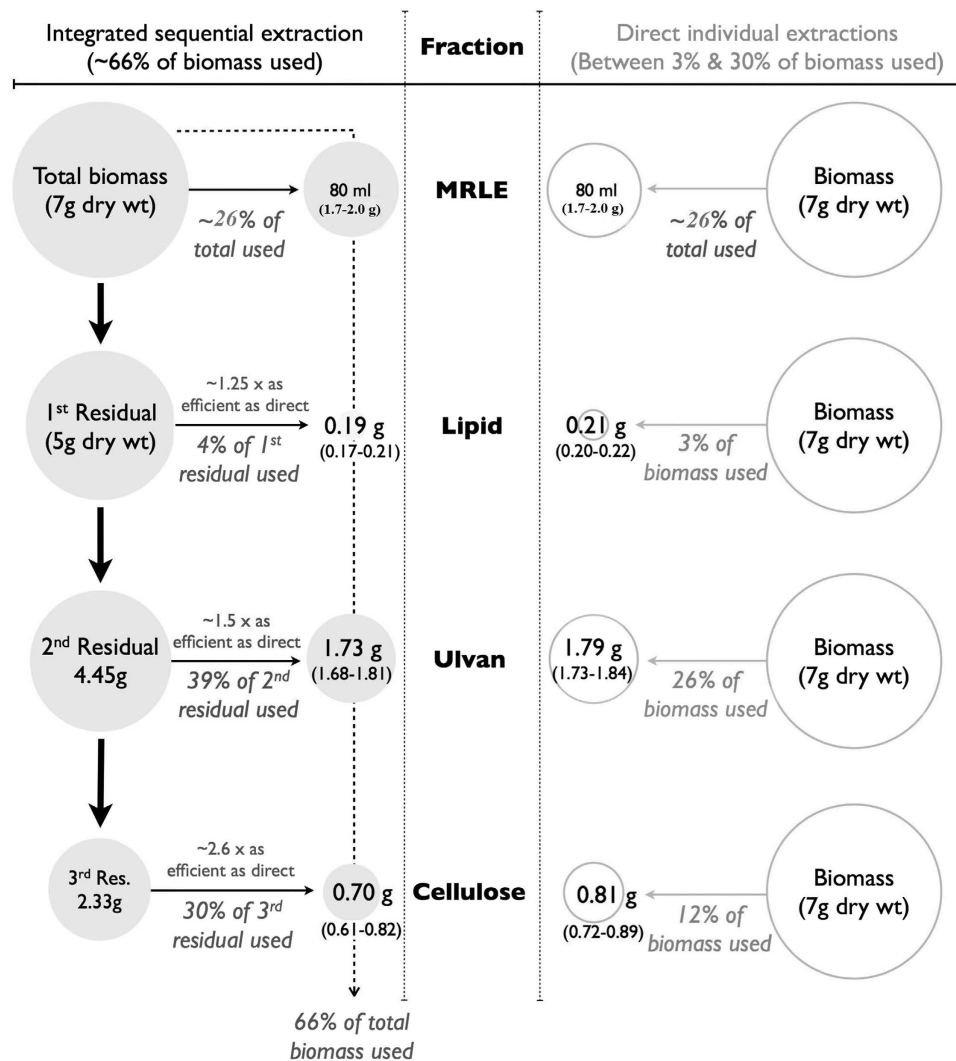 Integrated sequential extraction
(~66% of biomass used)
Fraction
Direct individual extractions
(Between 3% & 30% of biomass used)
Total biomass
(7g dry wt)
~26% of
total used
80 ml
(1.7-2.0 g)
MRLE
80 ml
(1.7-2.0 g)
~26% of
total used
Biomass
(7g dry wt)
1st Residual
(5g dry wt)
~1.25 x as
efficient as direct
4% of 1st
residual used
0.19 g
(0.17-0.21)
Lipid
0.21 g
(0.20-0.22)
3% of
biomass used
Biomass
(7g dry wt)
2nd Residual
4.45g
~1.5 x as
efficient as direct
39% of 2nd
residual used
1.73 g
(1.68-1.81)
Ulvan
1.79 g
(1.73-1.84)
26% of
biomass used
Biomass
(7g dry wt)
3rd Res.
2.33g
~2.6 x as
efficient as direct
30% of 3rd
residual used
0.70 g
(0.61-0.82)
Cellulose
0.81 g
(0.72-0.89)
12% of
biomass used
Biomass
(7g dry wt)
66% of total
biomass used